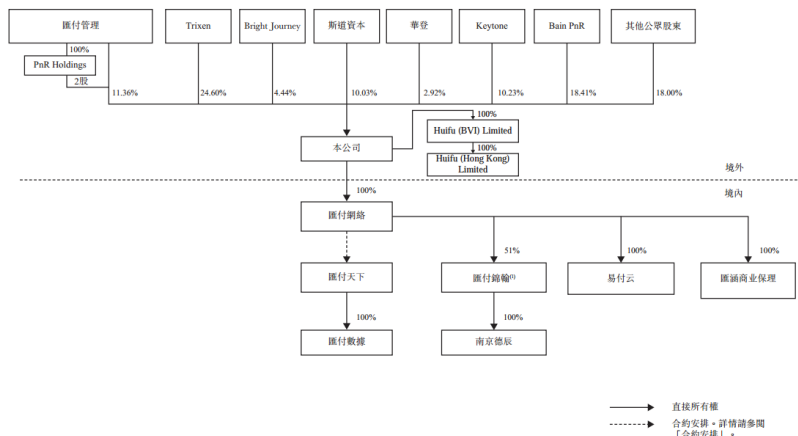 匯付管理
Trixen
Bright Journey
斯道資本
華登
Keytone
Bain PnR
其他公眾股東
100%
PnR Holdings
2股
11.36%
24.60%
4.44%
10.03%
2.92%
10.23%
18.41%
18.00%
100%
本公司
Huifu (BVI) Limited
100%
Huifu (Hong Kong)
Limited
境外
境內
100%
匯付網絡
51%
100%
100%
匯付天下
匯付錦翰(1)
易付云
匯涵商业保理
100%
100%
匯付數據
南京德辰
直接所有權
合約安排。詳情請參閱
「合約安排」。